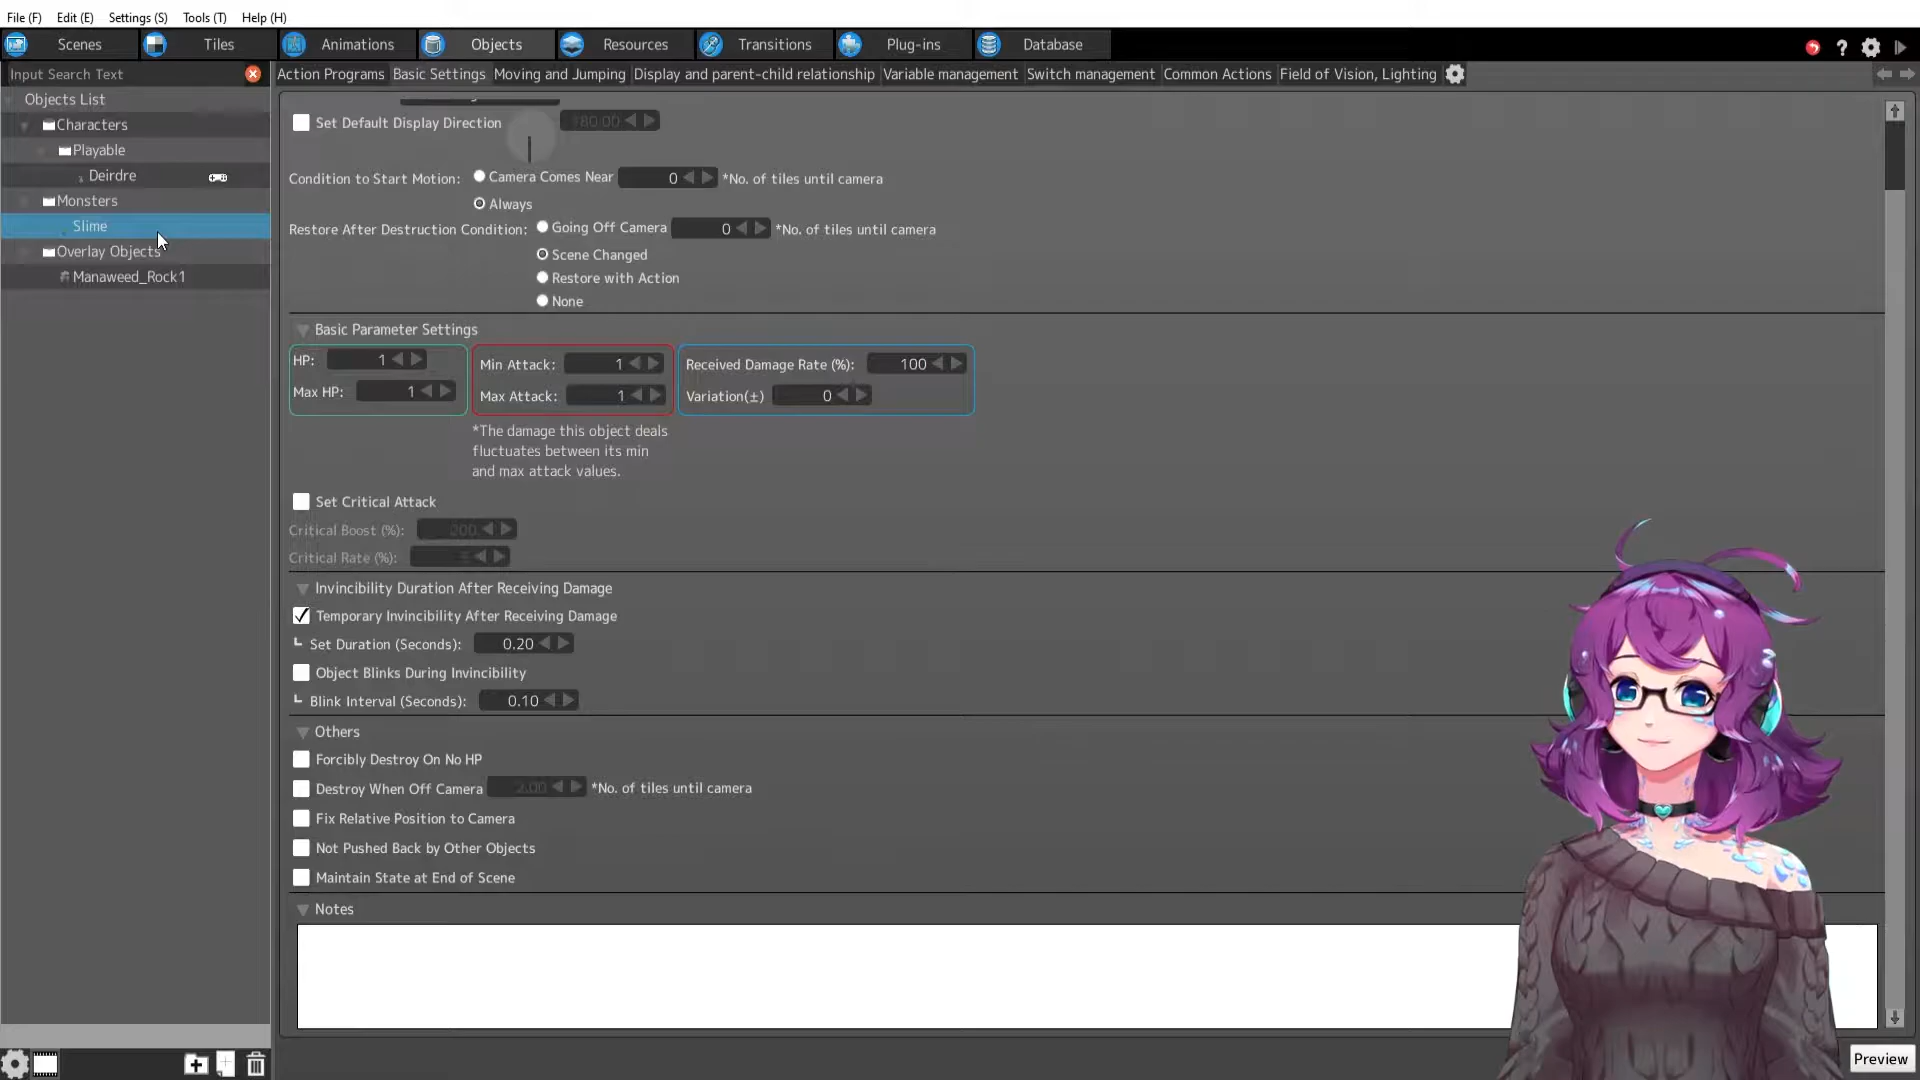 File (F) Edit (E) Settings (S) Tools (T) Help (H)
Scenes Tiles Animations Objects Resources Transitions Plug-ins Database
Input Search Text
Action Programs Basic Settings Moving and Jumping Display and parent-child relationship Variable management Switch management Common Actions Field of Vision, Lighting
Objects List
Characters
Playable
Deirdre
Monsters
Slime
Overlay Objects
Manaweed_Rock1
Set Default Display Direction
Condition to Start Motion: Camera Comes Near 0 *No. of tiles until camera
Always
Restore After Destruction Condition: Going Off Camera 0 *No. of tiles until camera
Scene Changed
Restore with Action
None
Basic Parameter Settings
HP: 1 Min Attack: 1 Received Damage Rate (%): 100
Max HP: 1 Max Attack: 1 Variation(±) 0
*The damage this object deals
fluctuates between its min
and max attack values.
Set Critical Attack
Critical Boost (%): 200
Critical Rate (%):
Invincibility Duration After Receiving Damage
Temporary Invincibility After Receiving Damage
Set Duration (Seconds): 0.20
Object Blinks During Invincibility
Blink Interval (Seconds): 0.10
Others
Forcibly Destroy On No HP
Destroy When Off Camera 2.00 *No. of tiles until camera
Fix Relative Position to Camera
Not Pushed Back by Other Objects
Maintain State at End of Scene
Notes
Preview